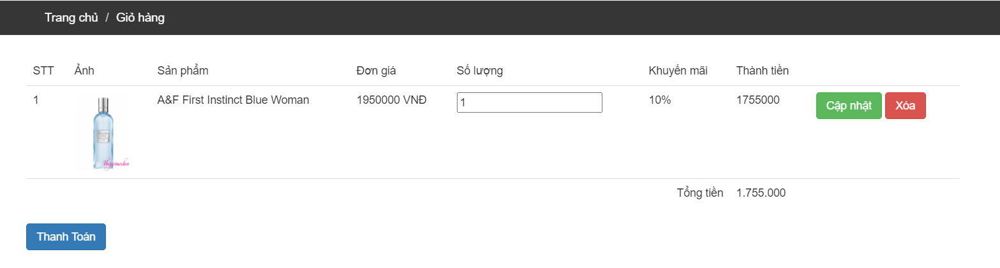 Trang chủ / Giỏ hàng
STT Ảnh Sản phẩm Đơn giá Số lượng Khuyến mãi Thành tiền
1 A&F First Instinct Blue Woman 1950000 VNĐ 1 10% 1755000 Cập nhật Xóa
Tổng tiền 1.755.000
Thanh Toán